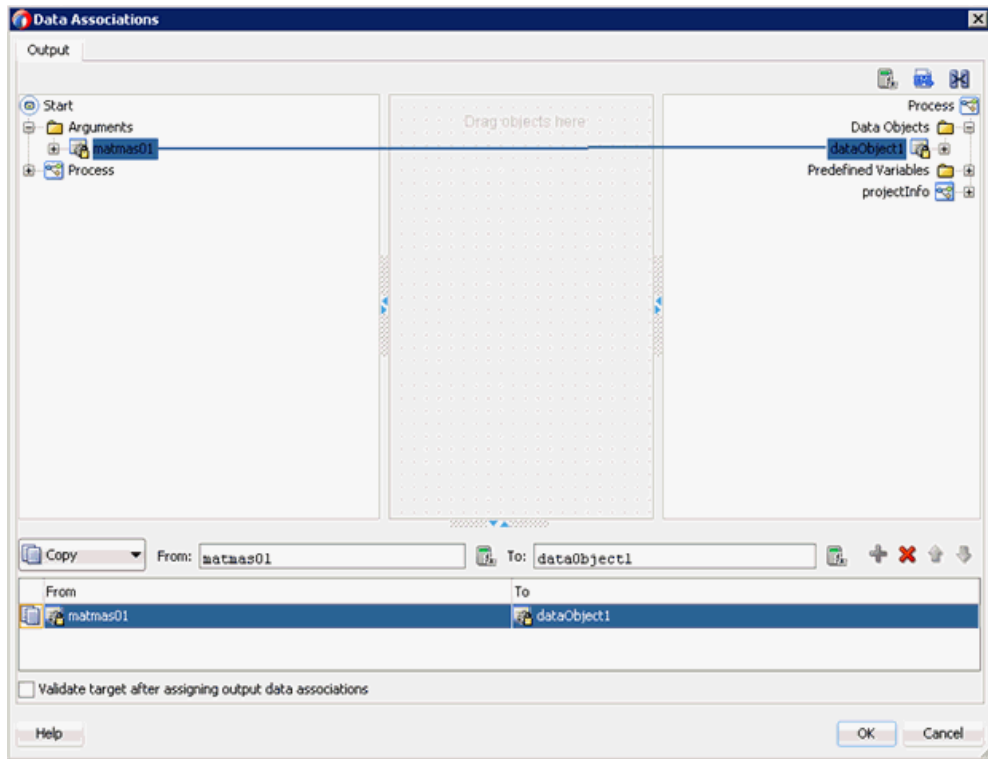 Data Associations
Output
Start
Process
Arguments
Data Objects
matmas01
dataObject1
Process
Predefined Variables
projectInfo
Drag objects here
Copy From: matmas01 To: dataObject1
From To
matmas01 dataObject1
Validate target after assigning output data associations
Help OK Cancel